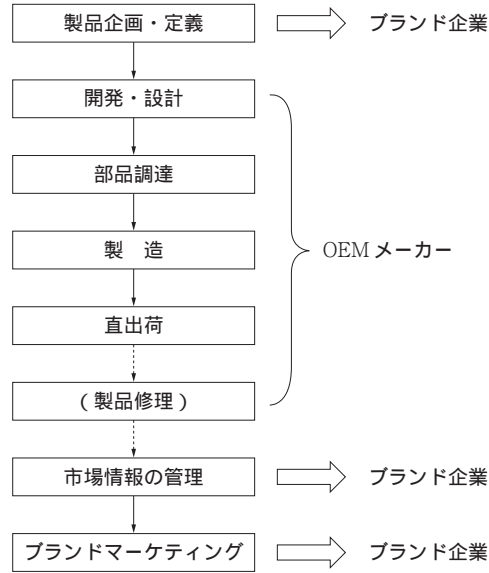 製品企画・定義 ブランド企業
開発・設計
部品調達
製 造
OEMメーカー
直出荷
(製品修理)
市場情報の管理 ブランド企業
ブランドマーケティング ブランド企業